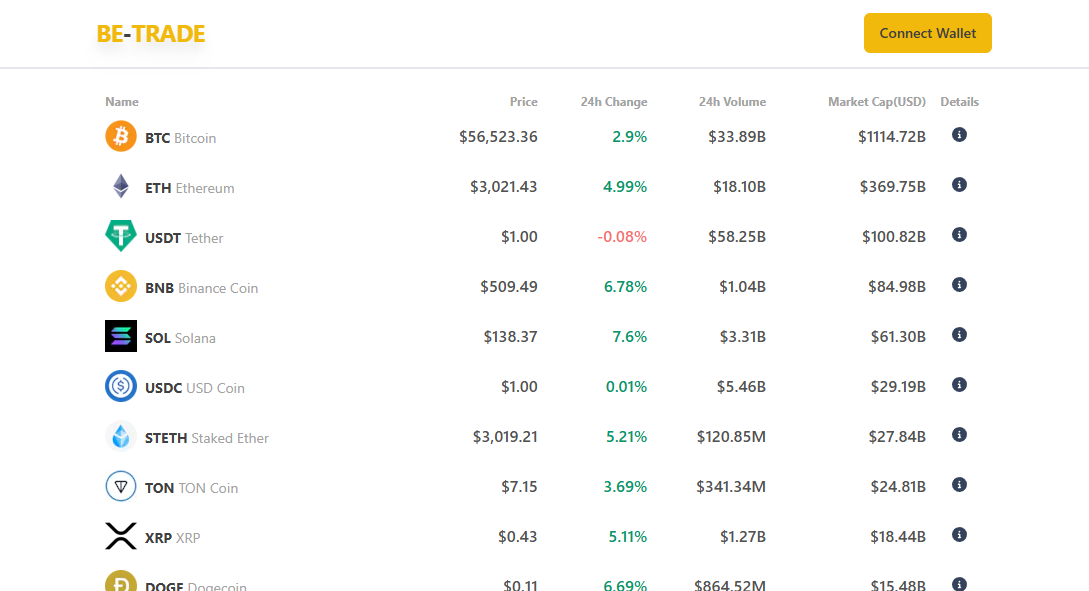 BE-TRADE
Connect Wallet
Name Price 24h Change 24h Volume Market Cap(USD) Details
BTC Bitcoin $56,523.36 2.9% $33.89B $1114.72B
ETH Ethereum $3,021.43 4.99% $18.10B $369.75B
USDT Tether $1.00 -0.08% $58.25B $100.82B
BNB Binance Coin $509.49 6.78% $1.04B $84.98B
SOL Solana $138.37 7.6% $3.31B $61.30B
USDC USD Coin $1.00 0.01% $5.46B $29.19B
STETH Staked Ether $3,019.21 5.21% $120.85M $27.84B
TON TON Coin $7.15 3.69% $341.34M $24.81B
XRP XRP $0.43 5.11% $1.27B $18.44B
DOGE Dogecoin $0.11 6.69% $864.52M $15.48B